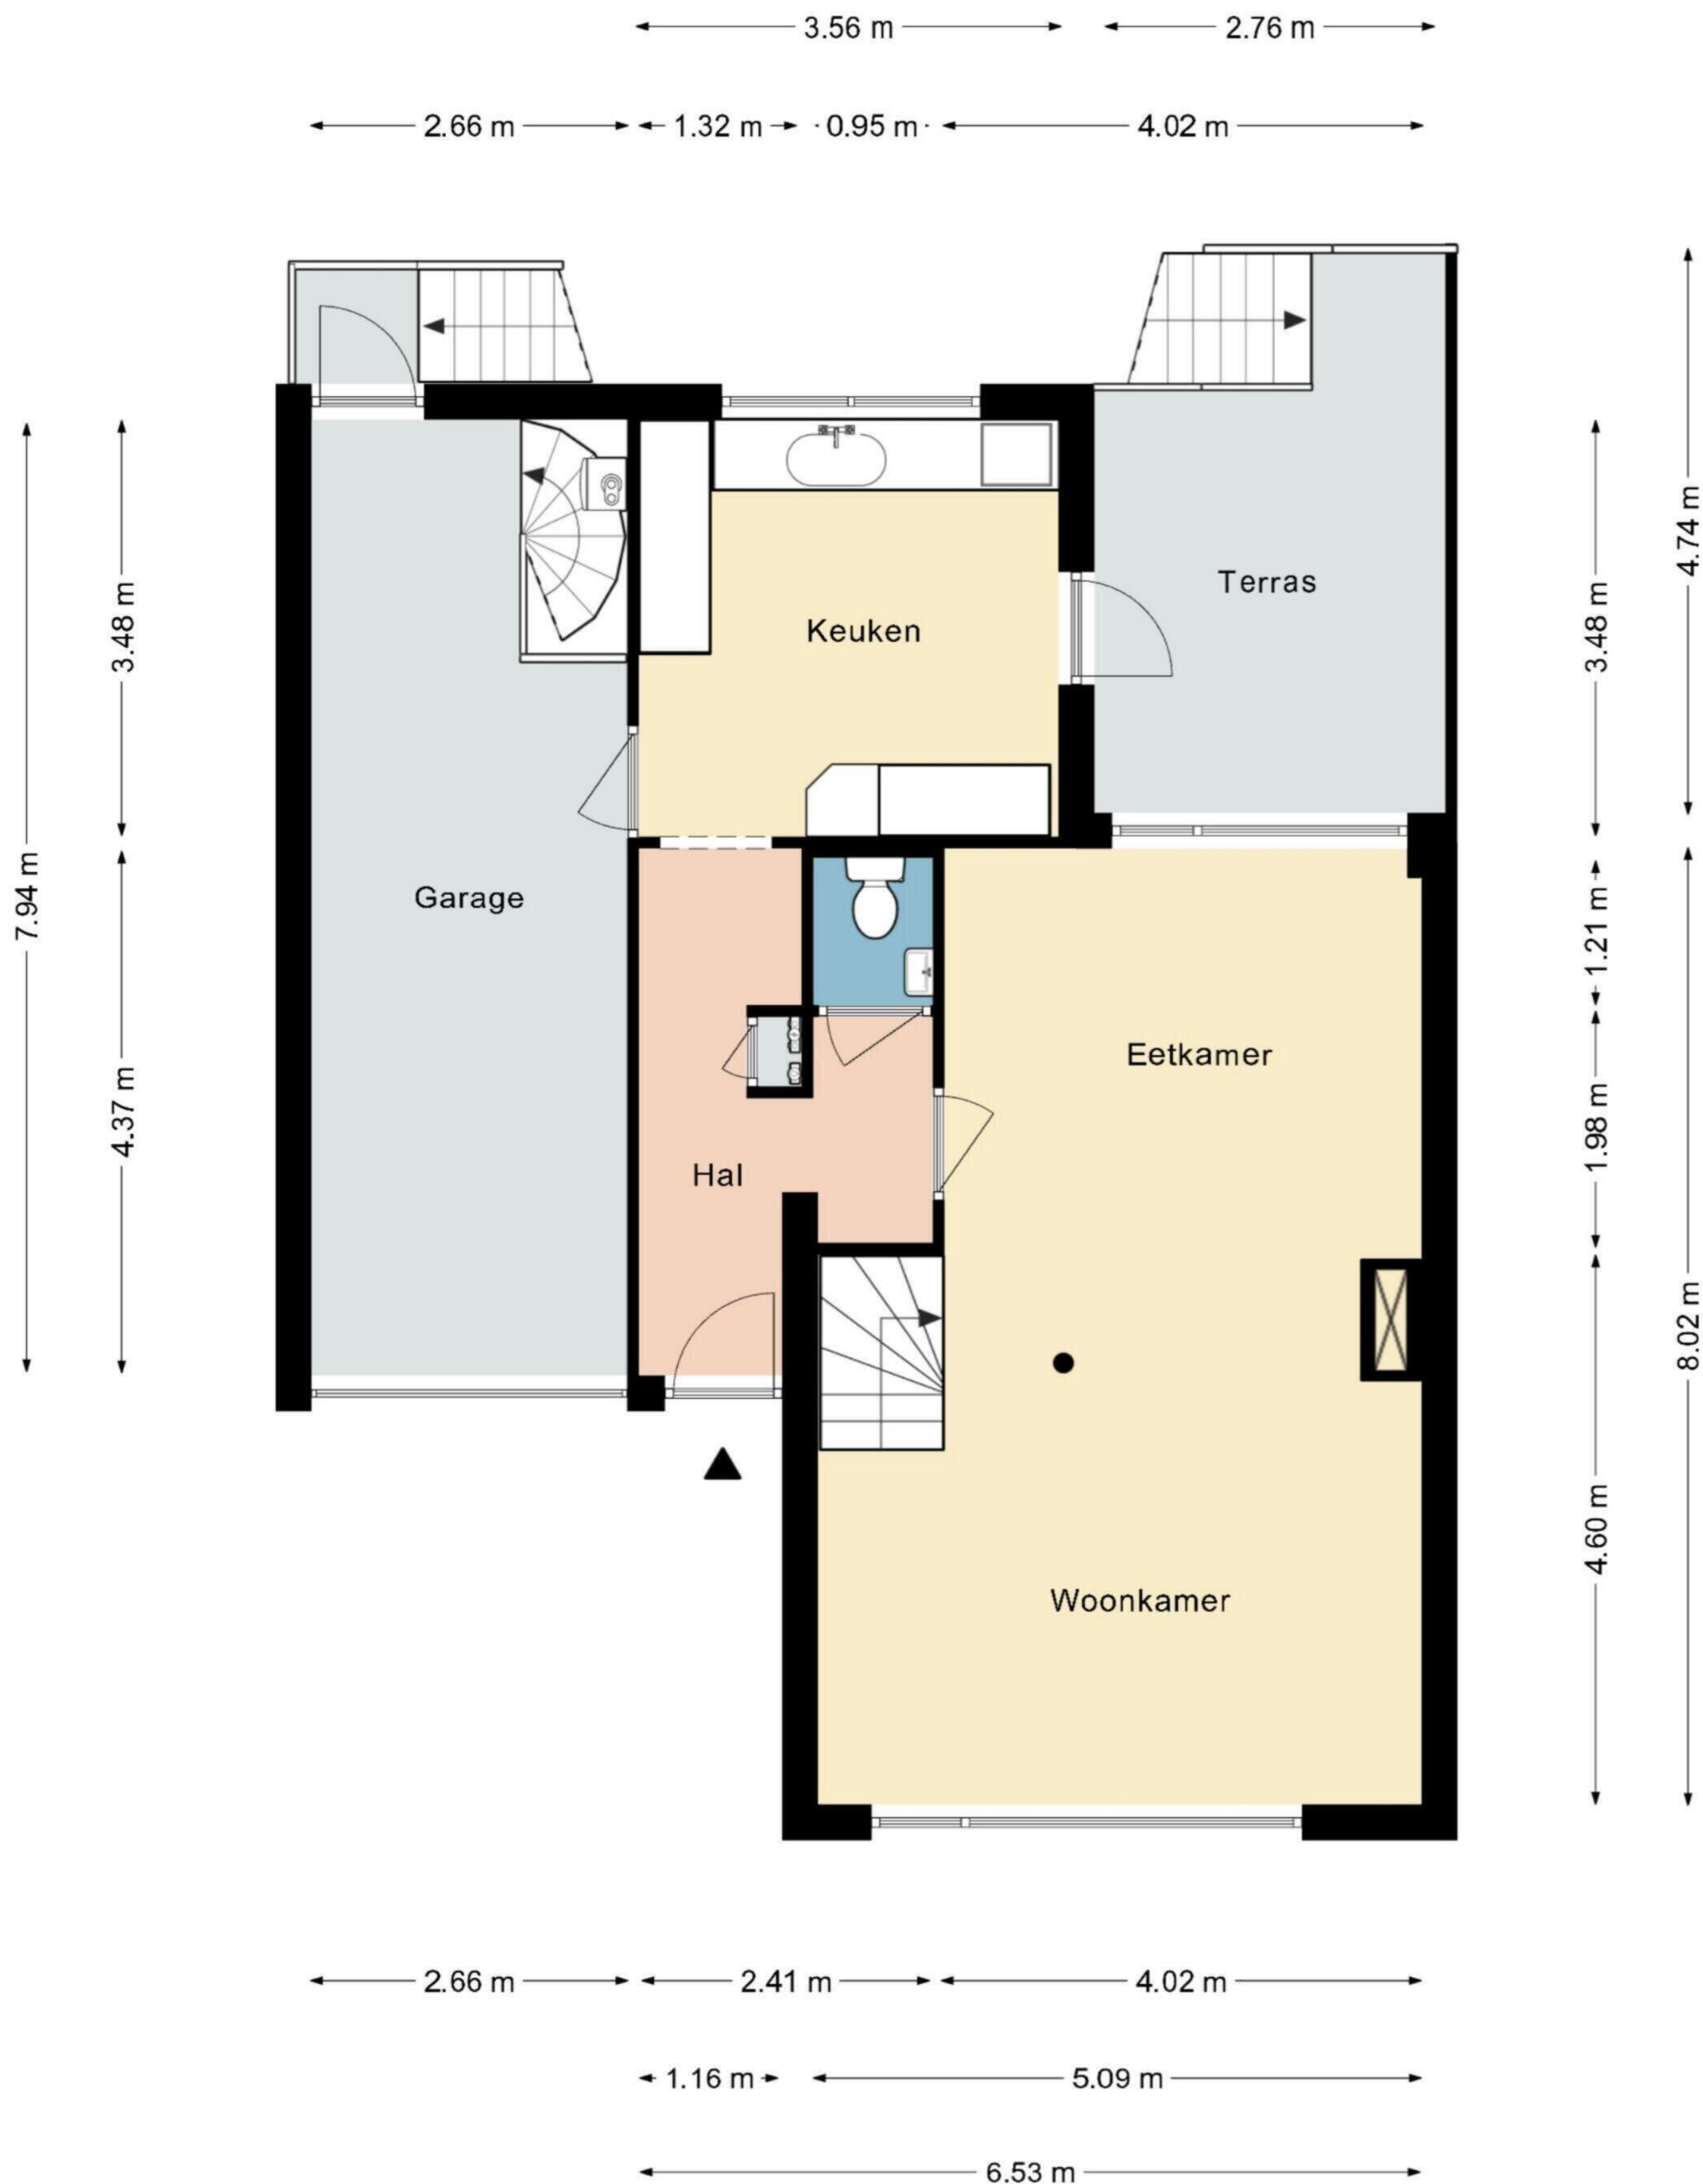 3.56 m
2.76 m
2.66 m
1.32 m
0.95 m
4.02 m
4.74 m
3.48 m
3.48 m
Terras
Keuken
7.94 m
Garage
1.21 m
Eetkamer
4.37 m
1.98 m
Hal
8.02 m
4.60 m
Woonkamer
2.66 m
2.41 m
4.02 m
1.16 m
5.09 m
6.53 m